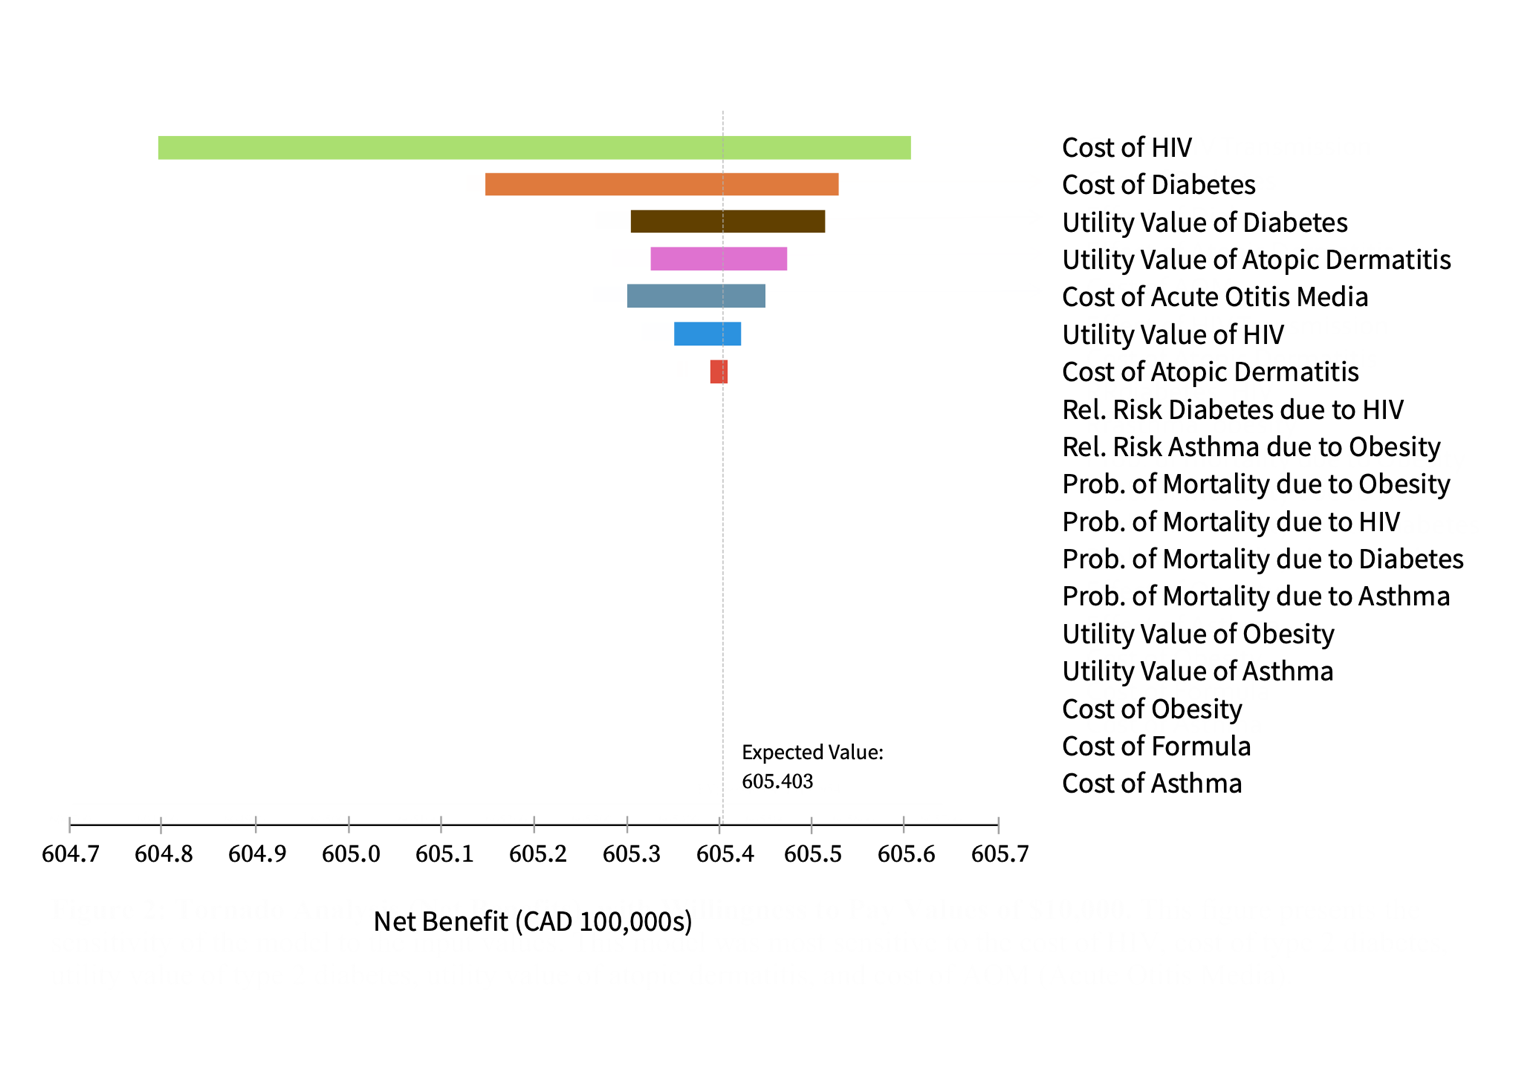 Cost of HIV
Cost of Diabetes
Utility Value of Diabetes
Utility Value of Atopic Dermatitis
Cost of Acute Otitis Media
Utility Value of HIV
Cost of Atopic Dermatitis
Rel. Risk Diabetes due to HIV
Rel. Risk Asthma due to Obesity
Prob. of Mortality due to Obesity
Prob. of Mortality due to HIV
Prob. of Mortality due to Diabetes
Prob. of Mortality due to Asthma
Utility Value of Obesity
Utility Value of Asthma
Cost of Obesity
Cost of Formula
Cost of Asthma
Expected Value:
605.403
604.7 604.8 604.9 605.0 605.1 605.2 605.3 605.4 605.5 605.6 605.7
Net Benefit (CAD 100,000s)